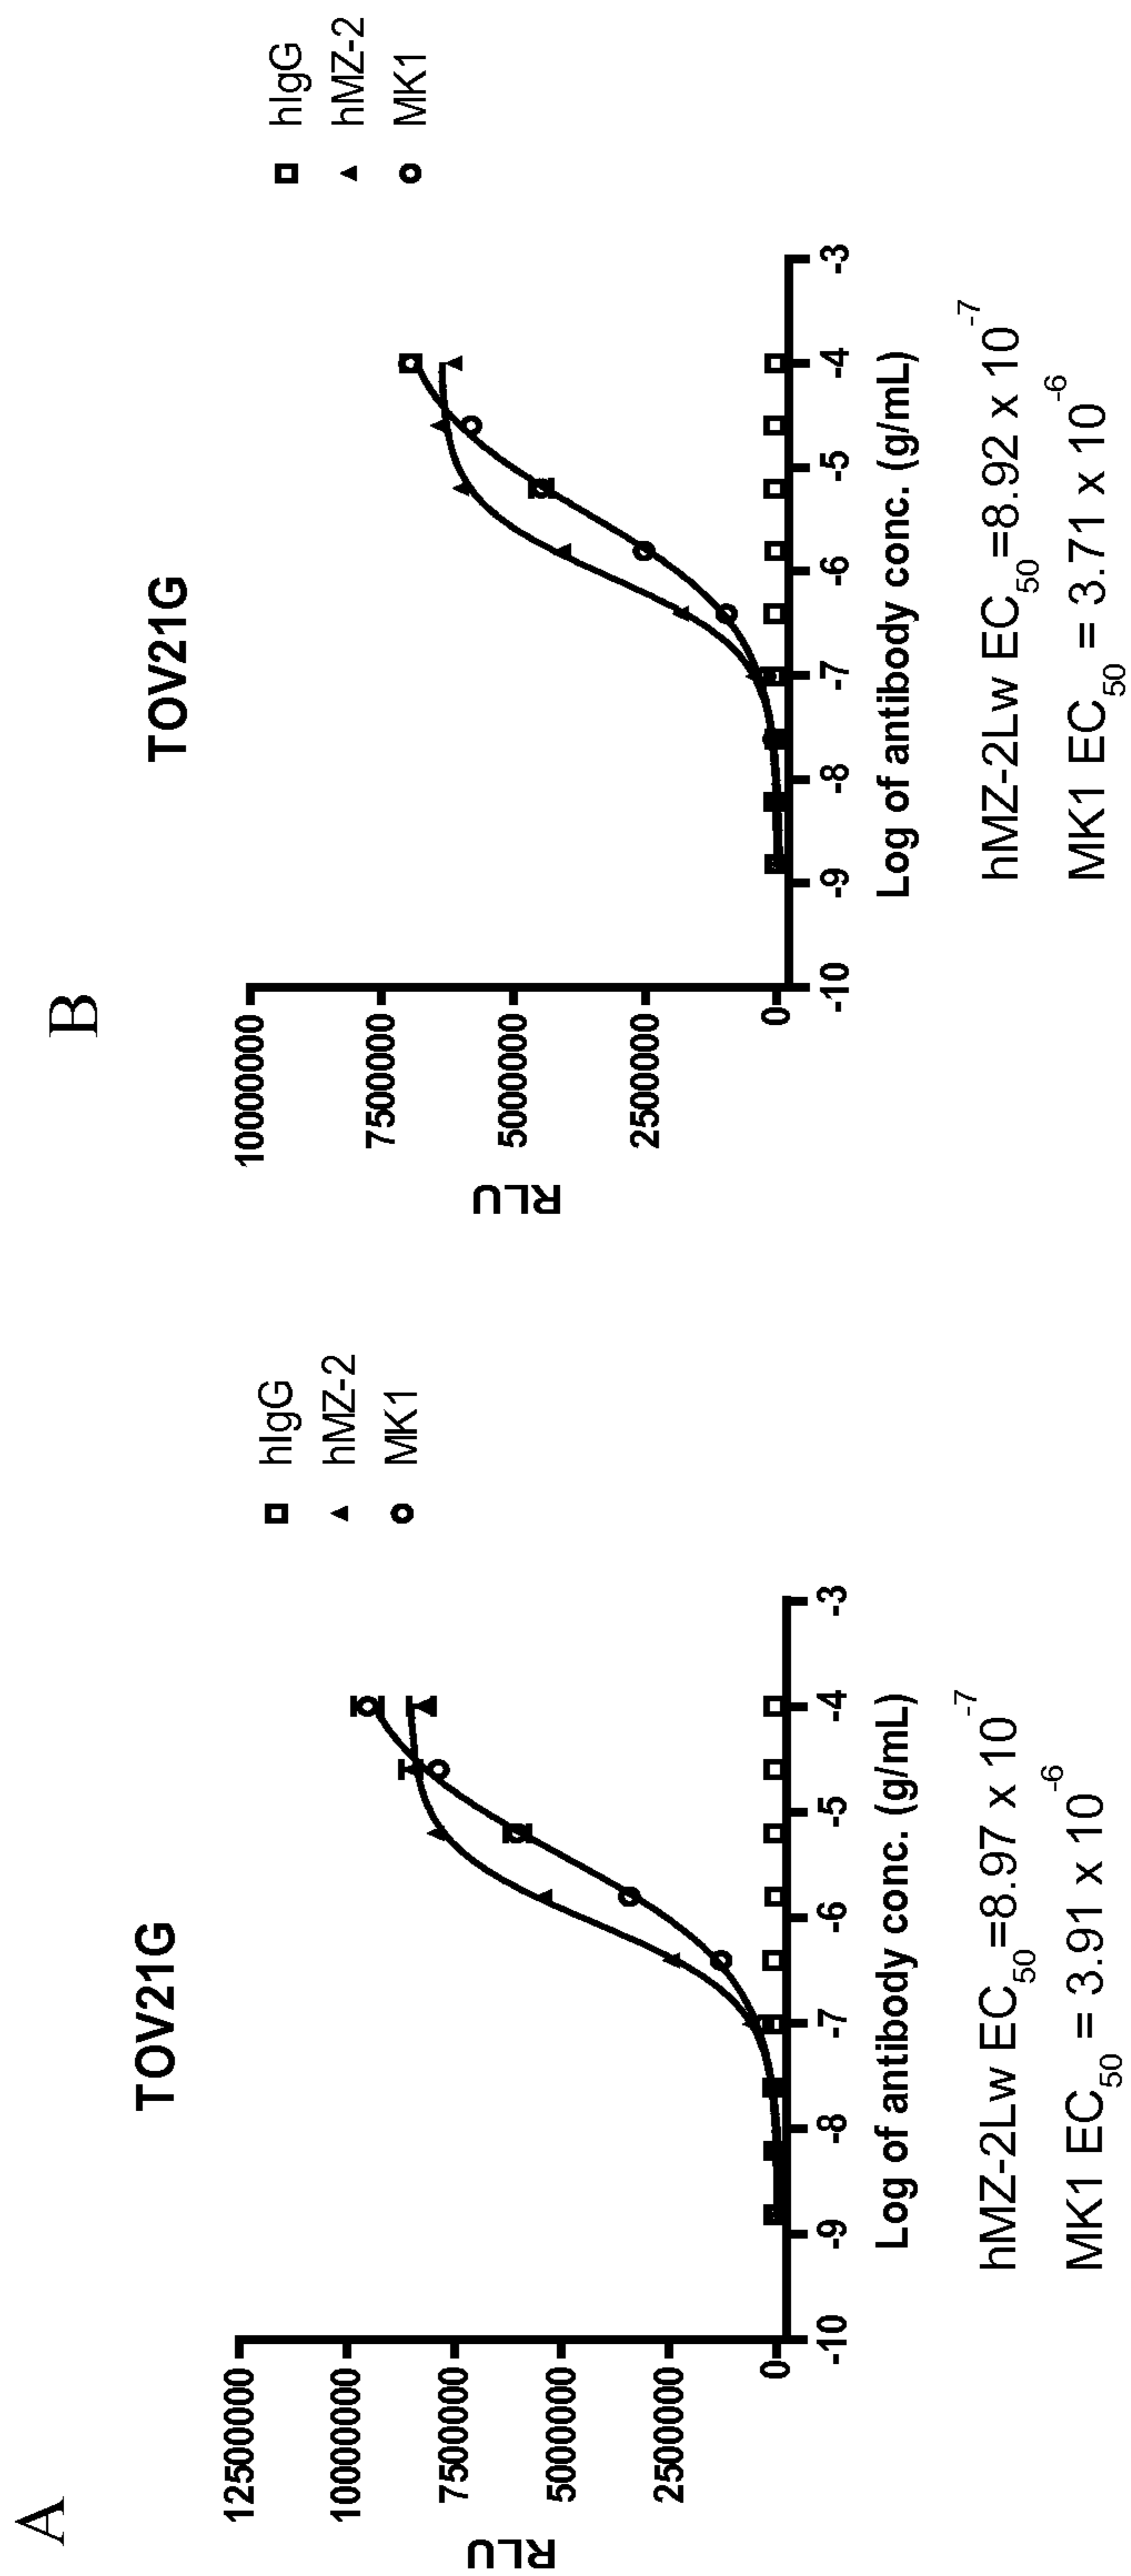 A
TOV21G
RLU
12500000
10000000
7500000
5000000
2500000
0
-10
-9
-8
-7
-6
-5
-4
-3
Log of antibody conc. (g/mL)
hIgG
hMZ-2
MK1
hMZ-2Lw EC50=8.97 x 10-7
MK1 EC50 = 3.91 x 10-6
B
TOV21G
RLU
10000000
7500000
5000000
2500000
0
-10
-9
-8
-7
-6
-5
-4
-3
Log of antibody conc. (g/mL)
hIgG
hMZ-2
MK1
hMZ-2Lw EC50=8.92 x 10-7
MK1 EC50 = 3.71 x 10-6